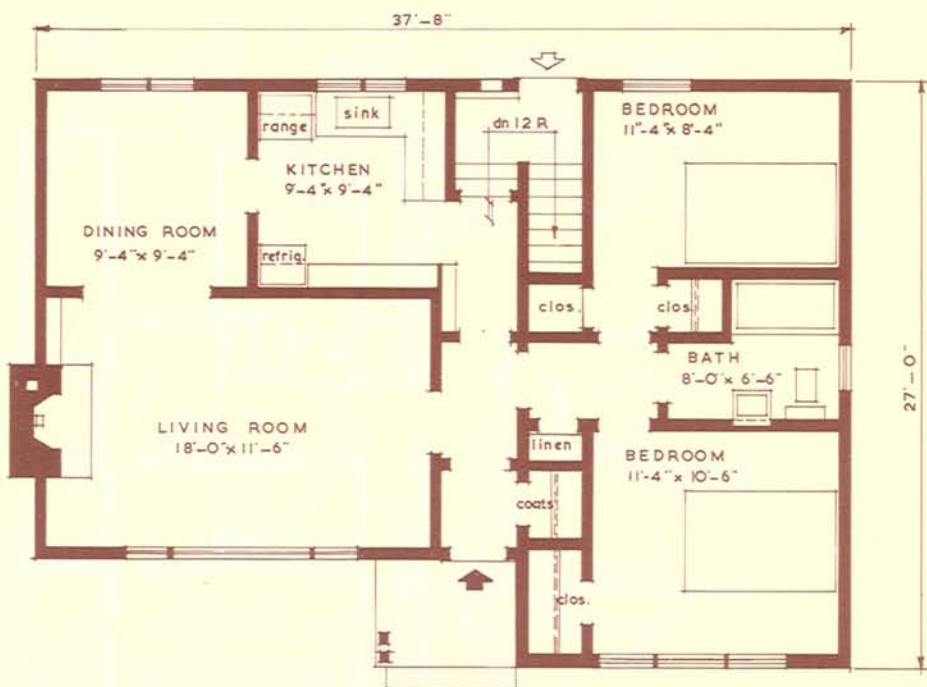 37'-8"
BEDROOM
11"-4" x 8'-4"
sink
range
dn 12 R
KITCHEN
9'-4" x 9'-4"
DINING ROOM
9'-4" x 9'-4"
refrig.
clos.
clos.
BATH
8'-0" x 6'-6"
27'-0"
LIVING ROOM
18'-0" x 11'-6"
linen
BEDROOM
11'-4" x 10'-6"
coats
clos.